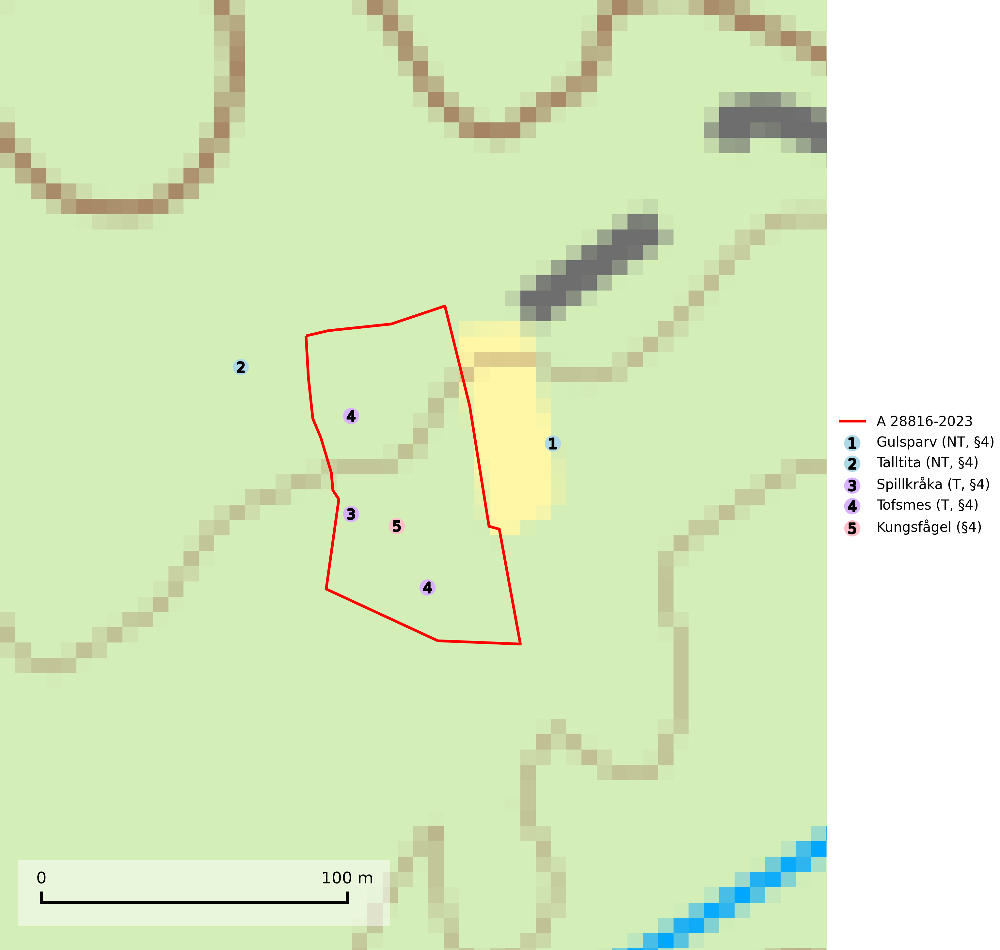 2
4
1
3
5
4
0 100 m
A 28816-2023
1 Gulsparv (NT, §4)
2 Talltita (NT, §4)
3 Spillkråka (T, §4)
4 Tofsmes (T, §4)
5 Kungsfågel (§4)